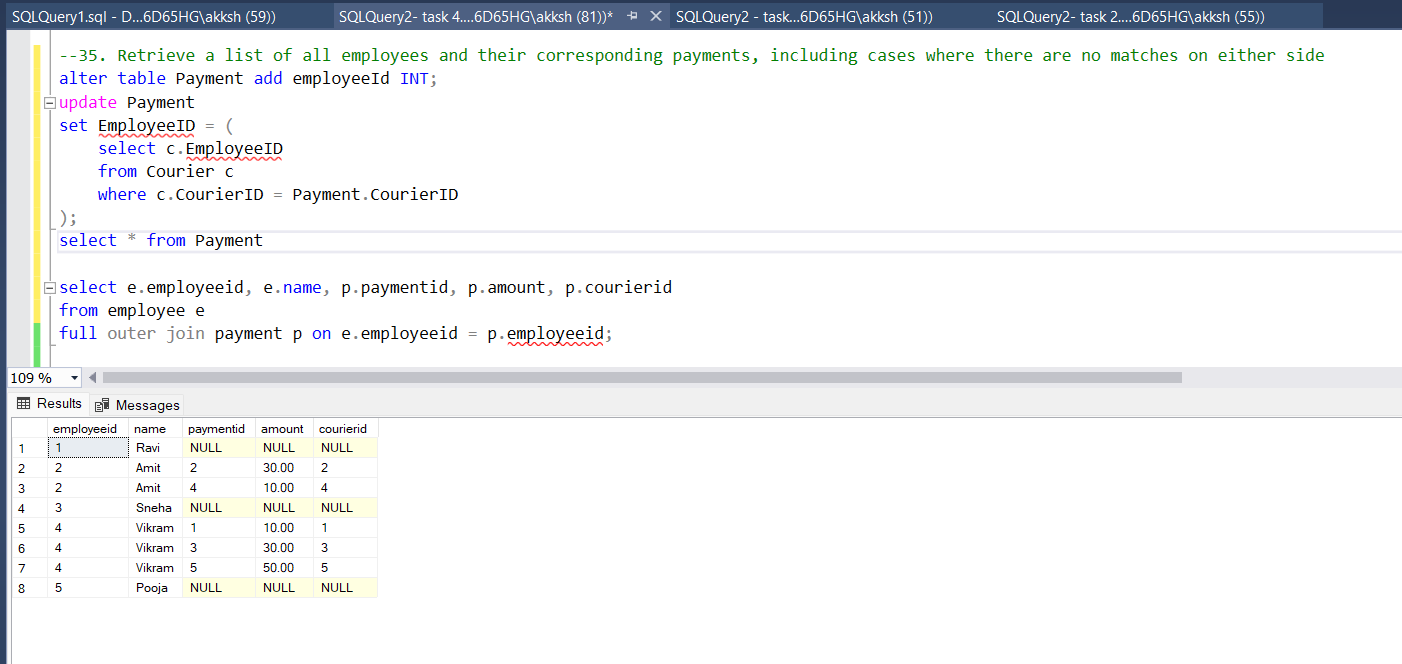 SQLQuery1.sql - D...6D65HG\akksh (59)) SQLQuery2- task 4....6D65HG\akksh (81))* SQLQuery2 - task...6D65HG\akksh (51)) SQLQuery2- task 2....6D65HG\akksh (55))
--35. Retrieve a list of all employees and their corresponding payments, including cases where there are no matches on either side
alter table Payment add employeeId INT;
update Payment
set EmployeeID = (
    select c.EmployeeID
    from Courier c
    where c.CourierID = Payment.CourierID
);
select * from Payment
select e.employeeid, e.name, p.paymentid, p.amount, p.courierid
from employee e
full outer join payment p on e.employeeid = p.employeeid;
109 %
Results Messages
employeeid name paymentid amount courierid
1 1 Ravi NULL NULL NULL
2 2 Amit 2 30.00 2
3 2 Amit 4 10.00 4
4 3 Sneha NULL NULL NULL
5 4 Vikram 1 10.00 1
6 4 Vikram 3 30.00 3
7 4 Vikram 5 50.00 5
8 5 Pooja NULL NULL NULL